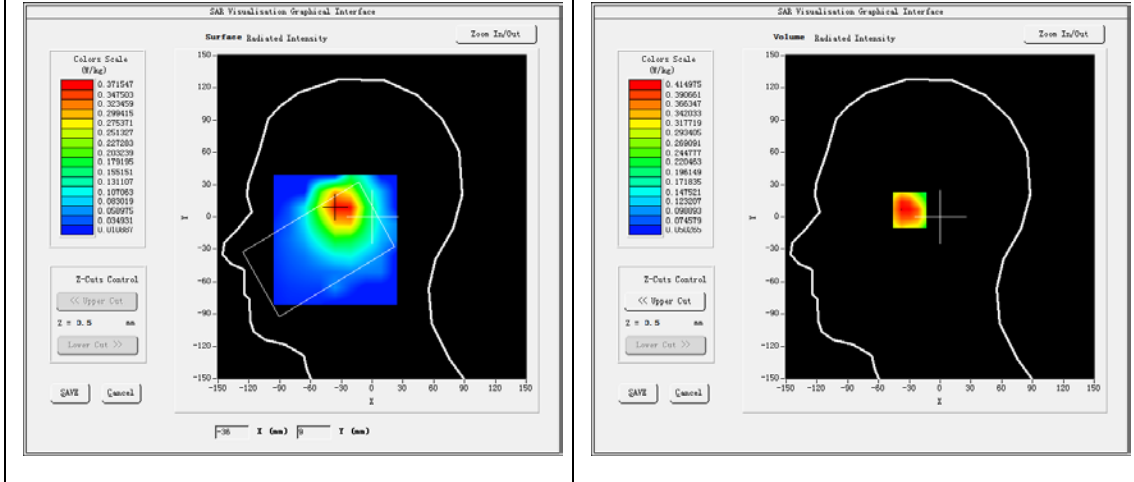 SAR Visualisation Graphical Interface
Surface Radiated Intensity
Zoom In/Out
Colors Scale
(W/kg)
0.371547
0.347503
0.323459
0.299415
0.275371
0.251327
0.227283
0.203239
0.179195
0.155151
0.131107
0.107063
0.083019
0.058975
0.034931
0.010887
Z-Cuts Control
<< Upper Cut
Z = 0.5 mm
Lower Cut >>
SAVE
Cancel
150
120
90
60
30
0
-30
-60
-90
-120
-150
Y
-150 -120 -90 -60 -30 0 30 60 90 120 150
X
-36 X (mm) 9 Y (mm)
SAR Visualisation Graphical Interface
Volume Radiated Intensity
Zoom In/Out
Colors Scale
(W/kg)
0.414975
0.390661
0.366347
0.342033
0.317719
0.293405
0.269091
0.244777
0.220463
0.196149
0.171835
0.147521
0.123207
0.098893
0.074579
0.050265
Z-Cuts Control
<< Upper Cut
Z = 0.5 mm
Lower Cut >>
SAVE
Cancel
150
120
90
60
30
0
-30
-60
-90
-120
-150
Y
-150 -120 -90 -60 -30 0 30 60 90 120 150
X